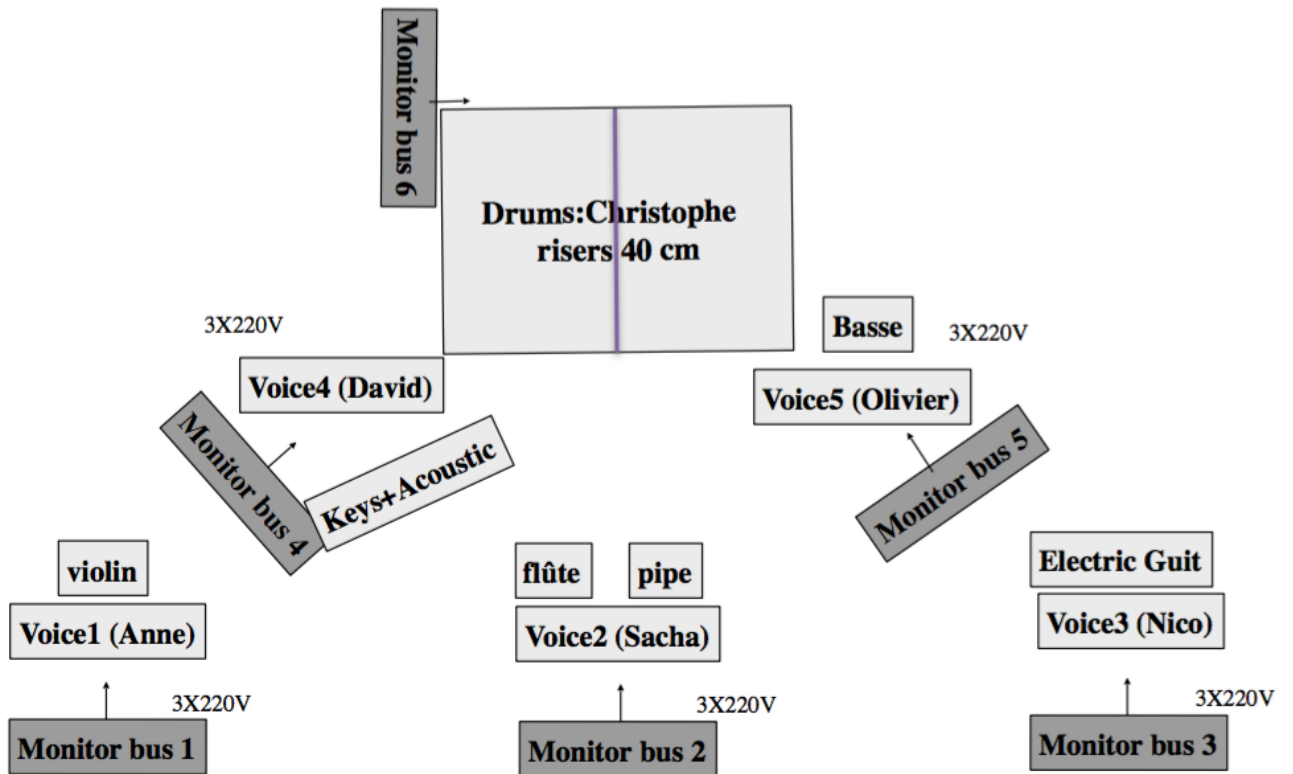 Monitor bus 6
Drums:Christophe
risers 40 cm
3X220V
Basse
3X220V
Voice4 (David)
Voice5 (Olivier)
Monitor bus 4
Keys+Acoustic
Monitor bus 5
violin
flûte
pipe
Electric Guit
Voice1 (Anne)
Voice2 (Sacha)
Voice3 (Nico)
3X220V
3X220V
3X220V
Monitor bus 1
Monitor bus 2
Monitor bus 3